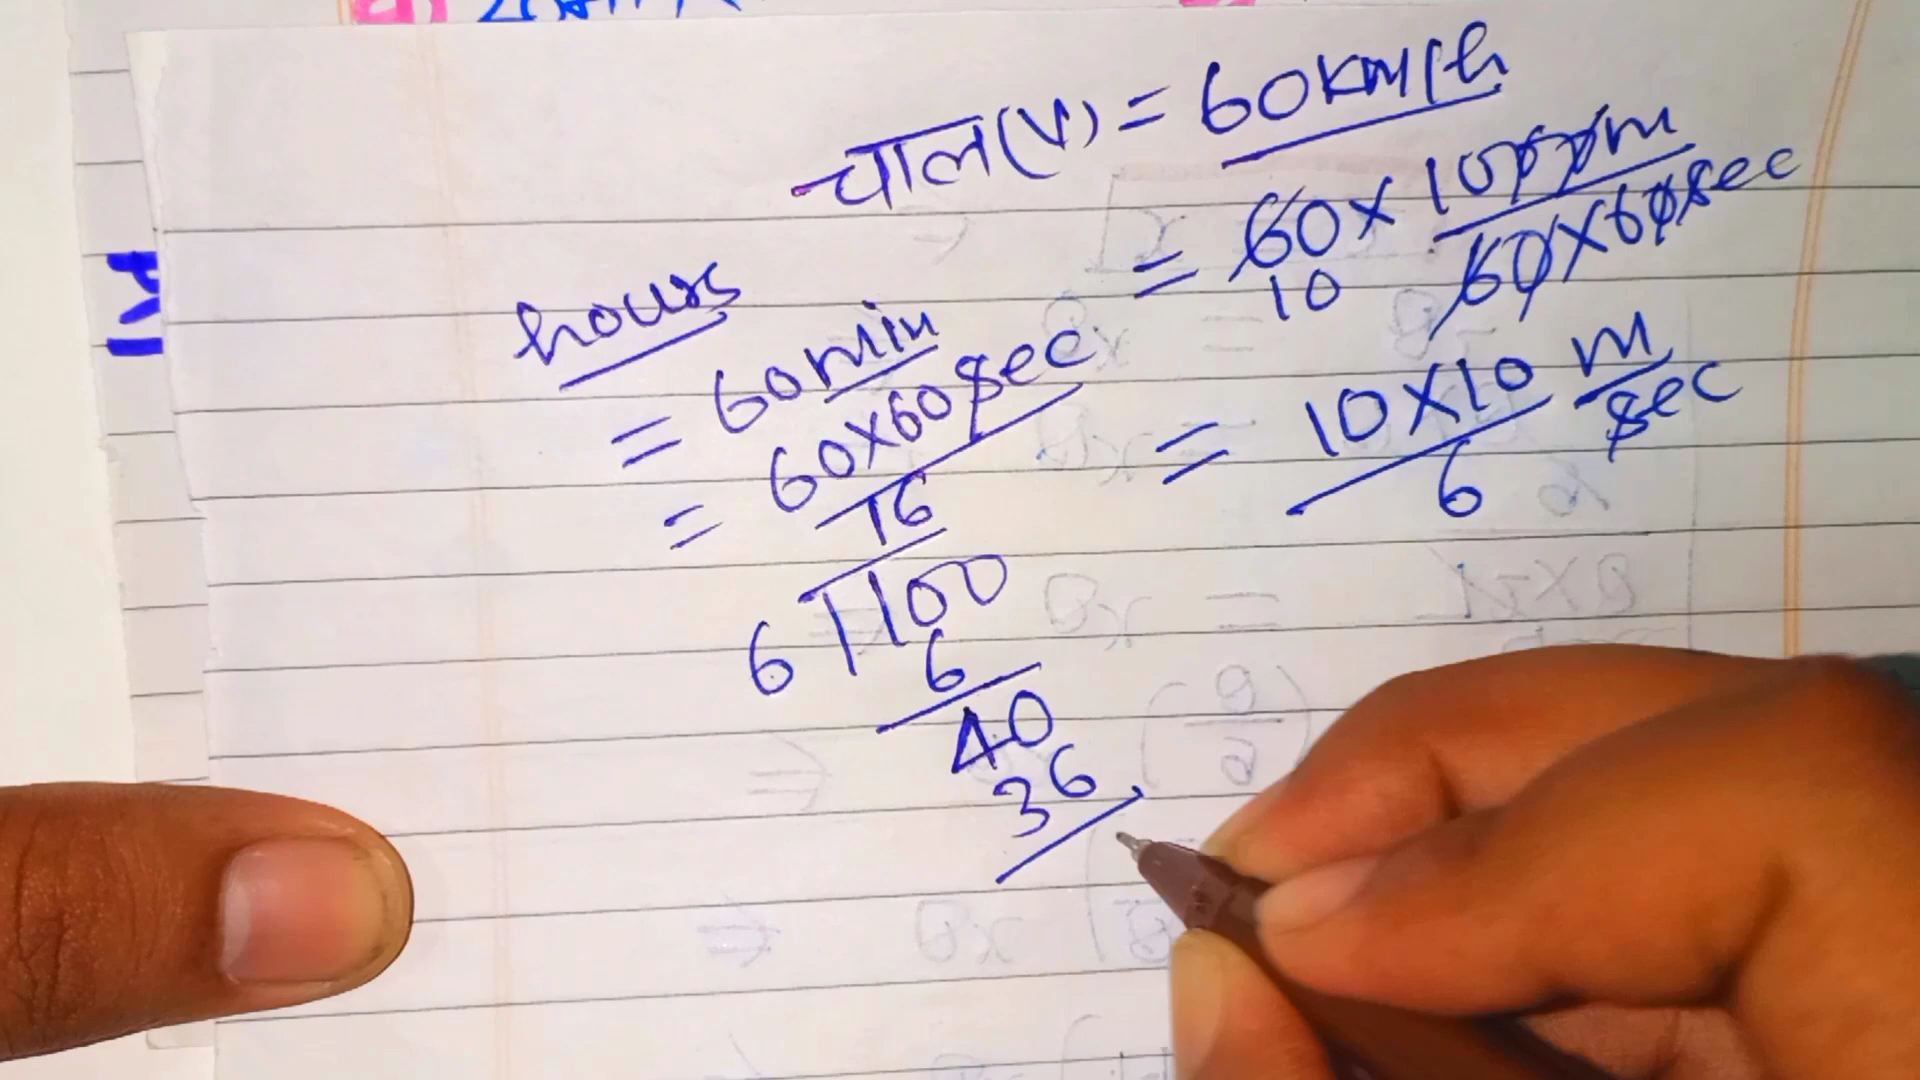 चाल(V) = 60KM/h
= 60 × 1000m / 60×60sec
10
= 10×10 / 6 m/sec
hours
= 60min
= 60×60sec
16
6 100
6
40
36